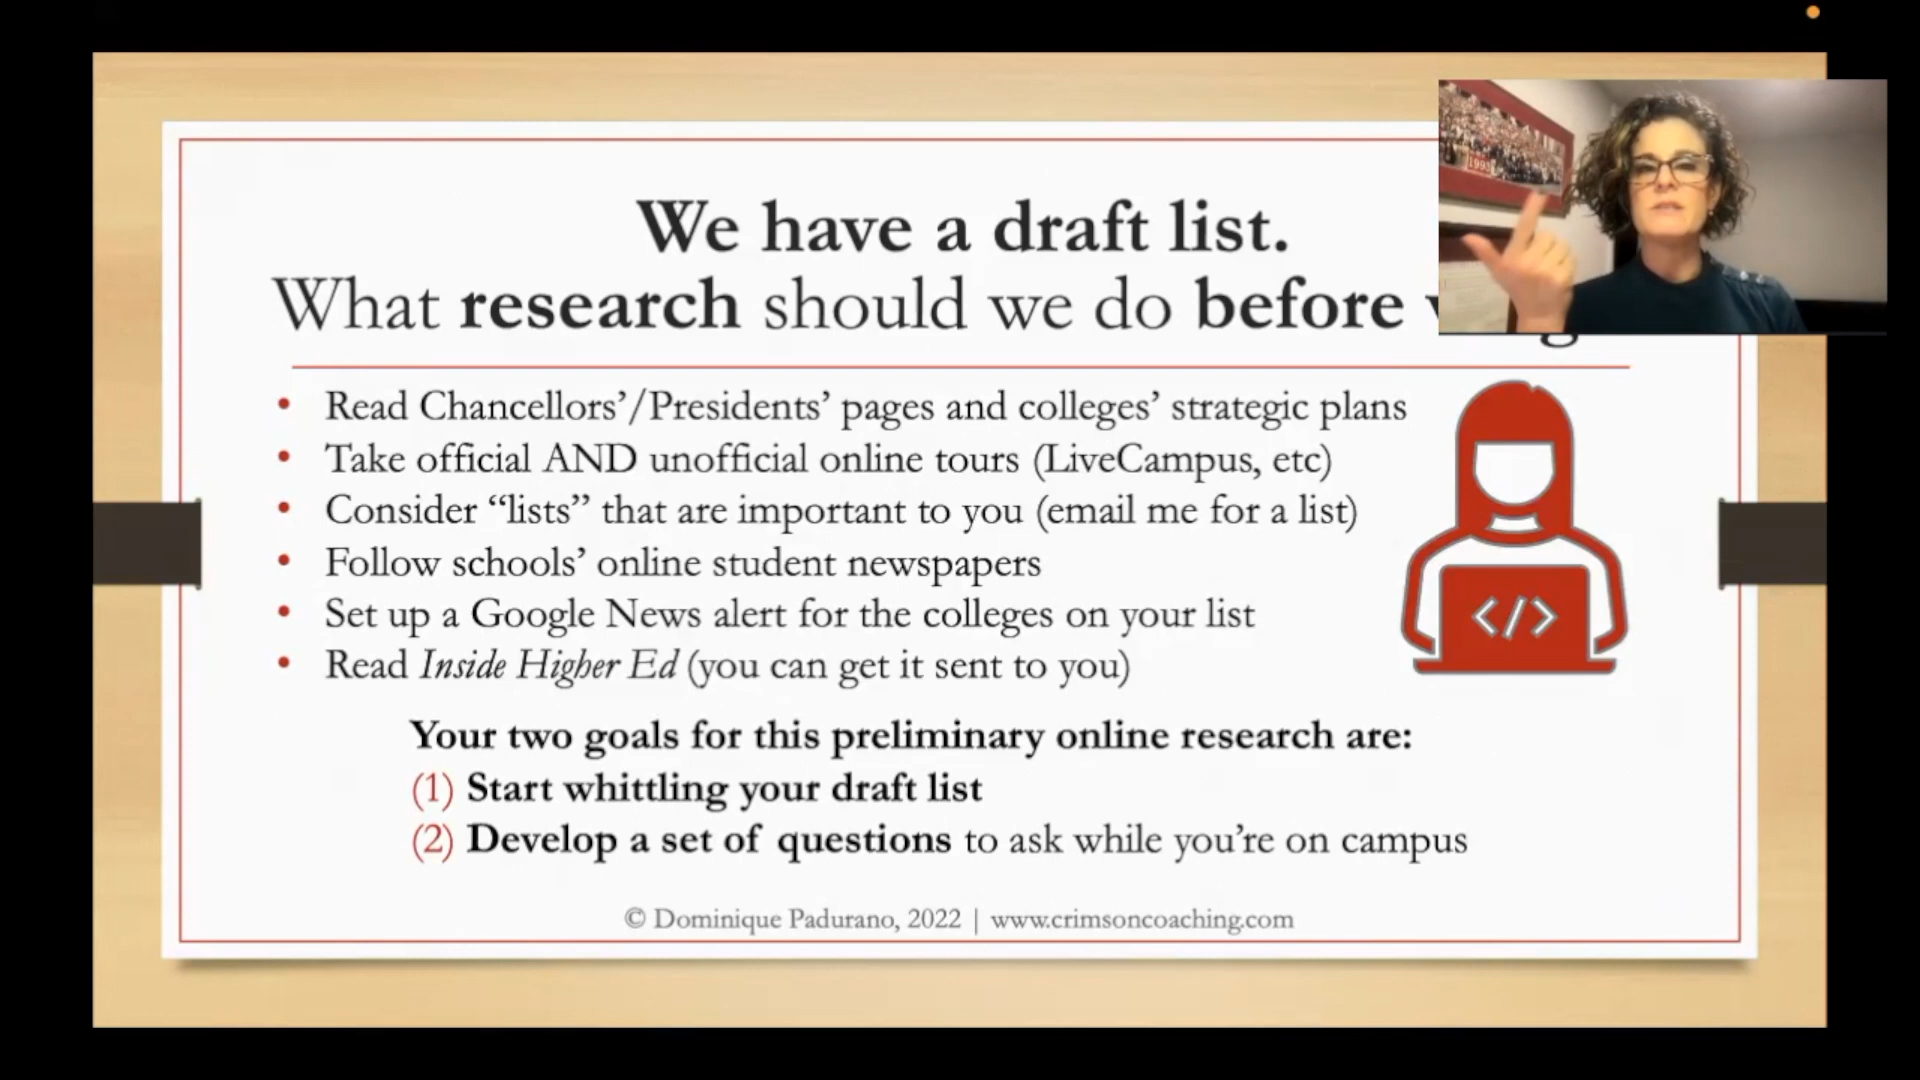 We have a draft list.
What research should we do before
• Read Chancellors’/Presidents’ pages and colleges’ strategic plans
• Take official AND unofficial online tours (LiveCampus, etc)
• Consider “lists” that are important to you (email me for a list)
• Follow schools’ online student newspapers
• Set up a Google News alert for the colleges on your list
• Read Inside Higher Ed (you can get it sent to you)
</>
Your two goals for this preliminary online research are:
(1) Start whittling your draft list
(2) Develop a set of questions to ask while you’re on campus
© Dominique Padurano, 2022 | www.crimsoncoaching.com